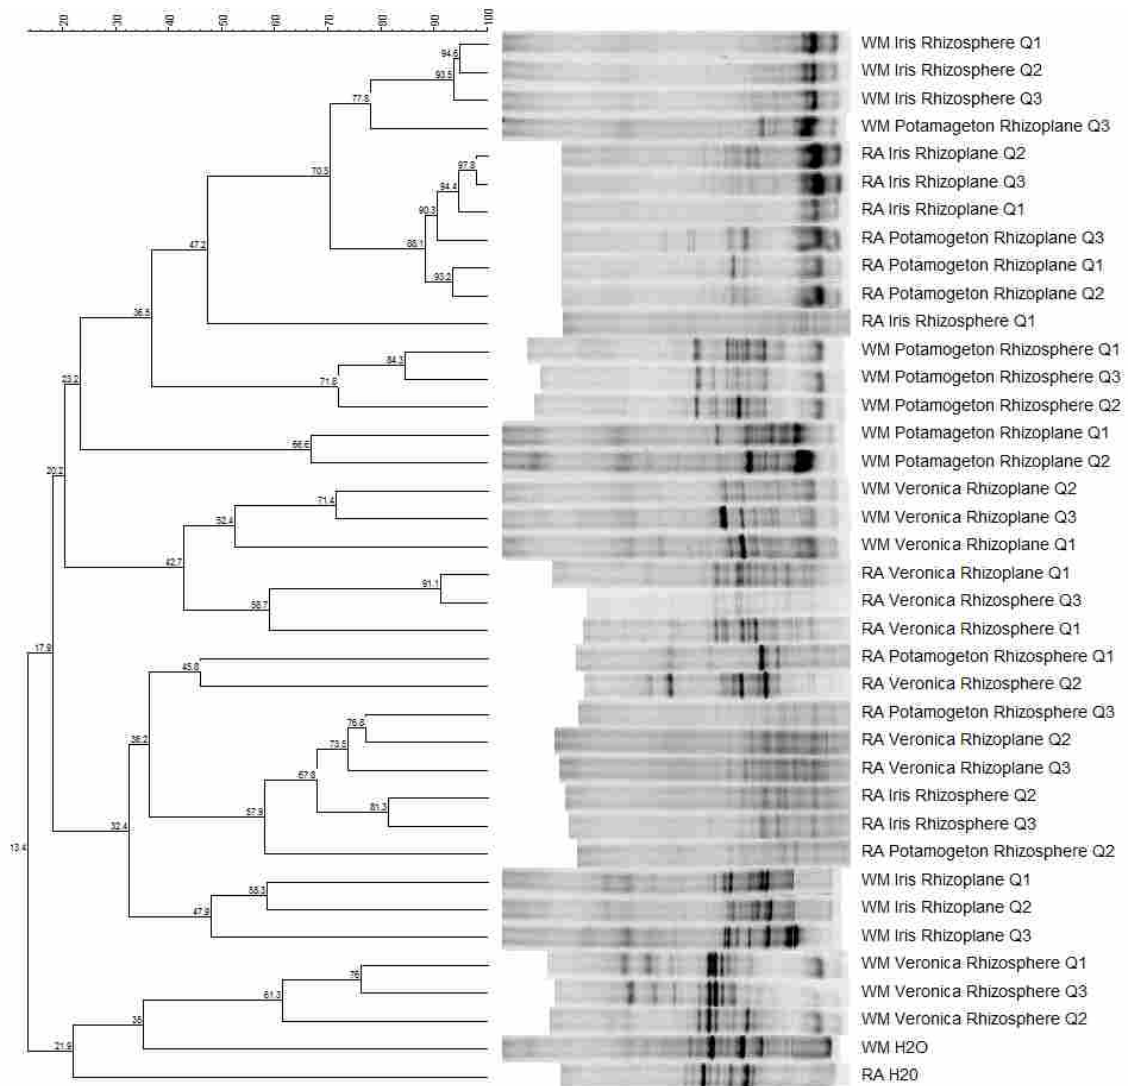 20 30 40 50 60 70 80 90 100
WM Iris Rhizosphere Q1
94.6
WM Iris Rhizosphere Q2
93.5
WM Iris Rhizosphere Q3
77.8
WM Potamageton Rhizoplane Q3
RA Iris Rhizoplane Q2
97.8
70.5
RA Iris Rhizoplane Q3
94.4
RA Iris Rhizoplane Q1
90.3
RA Potamogeton Rhizoplane Q3
88.1
47.2
RA Potamogeton Rhizoplane Q1
93.2
RA Potamogeton Rhizoplane Q2
36.5
RA Iris Rhizosphere Q1
WM Potamogeton Rhizosphere Q1
84.3
WM Potamogeton Rhizosphere Q3
23.2
71.8
WM Potamogeton Rhizosphere Q2
WM Potamageton Rhizoplane Q1
66.6
WM Potamageton Rhizoplane Q2
20.2
WM Veronica Rhizoplane Q2
71.4
WM Veronica Rhizoplane Q3
52.4
WM Veronica Rhizoplane Q1
42.7
RA Veronica Rhizoplane Q1
91.1
RA Veronica Rhizosphere Q3
58.7
RA Veronica Rhizosphere Q1
17.9
RA Potamogeton Rhizosphere Q1
45.8
RA Veronica Rhizosphere Q2
RA Potamogeton Rhizosphere Q3
76.8
RA Veronica Rhizoplane Q2
36.2
73.5
RA Veronica Rhizoplane Q3
67.8
RA Iris Rhizosphere Q2
81.3
57.9
RA Iris Rhizosphere Q3
32.4
13.4
RA Potamogeton Rhizosphere Q2
WM Iris Rhizoplane Q1
58.3
WM Iris Rhizoplane Q2
47.9
WM Iris Rhizoplane Q3
WM Veronica Rhizosphere Q1
76
WM Veronica Rhizosphere Q3
61.3
WM Veronica Rhizosphere Q2
35
WM H2O
21.9
RA H20